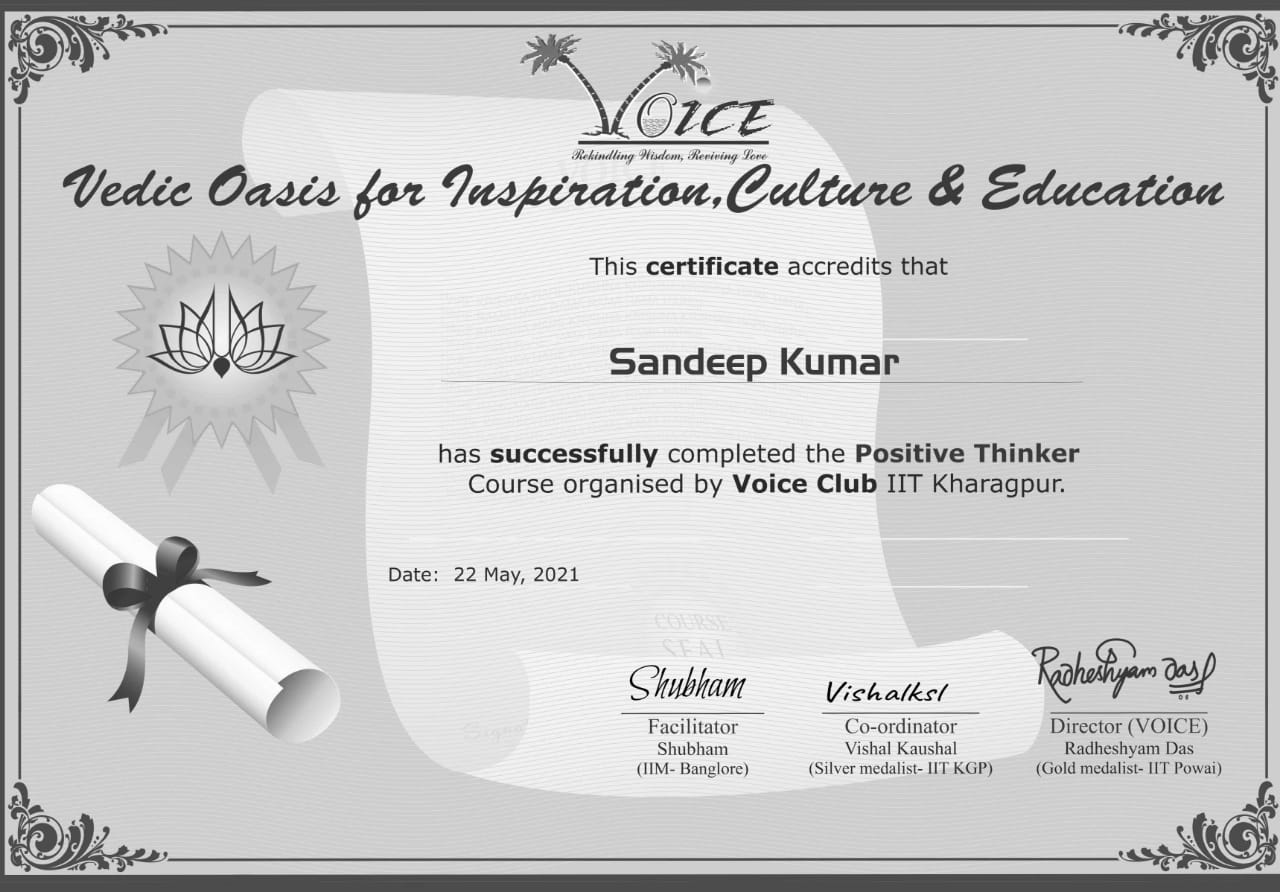 VOICE
Rekindling Wisdom, Reviving Love
Vedic Oasis for Inspiration,Culture & Education
This certificate accredits that
Sandeep Kumar
has successfully completed the Positive Thinker
Course organised by Voice Club IIT Kharagpur.
Date: 22 May, 2021
COURSE
SEAL
Shubham Vishalksl Radheshyam Das
Facilitator Co-ordinator Director (VOICE)
Shubham Vishal Kaushal Radheshyam Das
(IIM- Banglore) (Silver medalist- IIT KGP) (Gold medalist- IIT Powai)